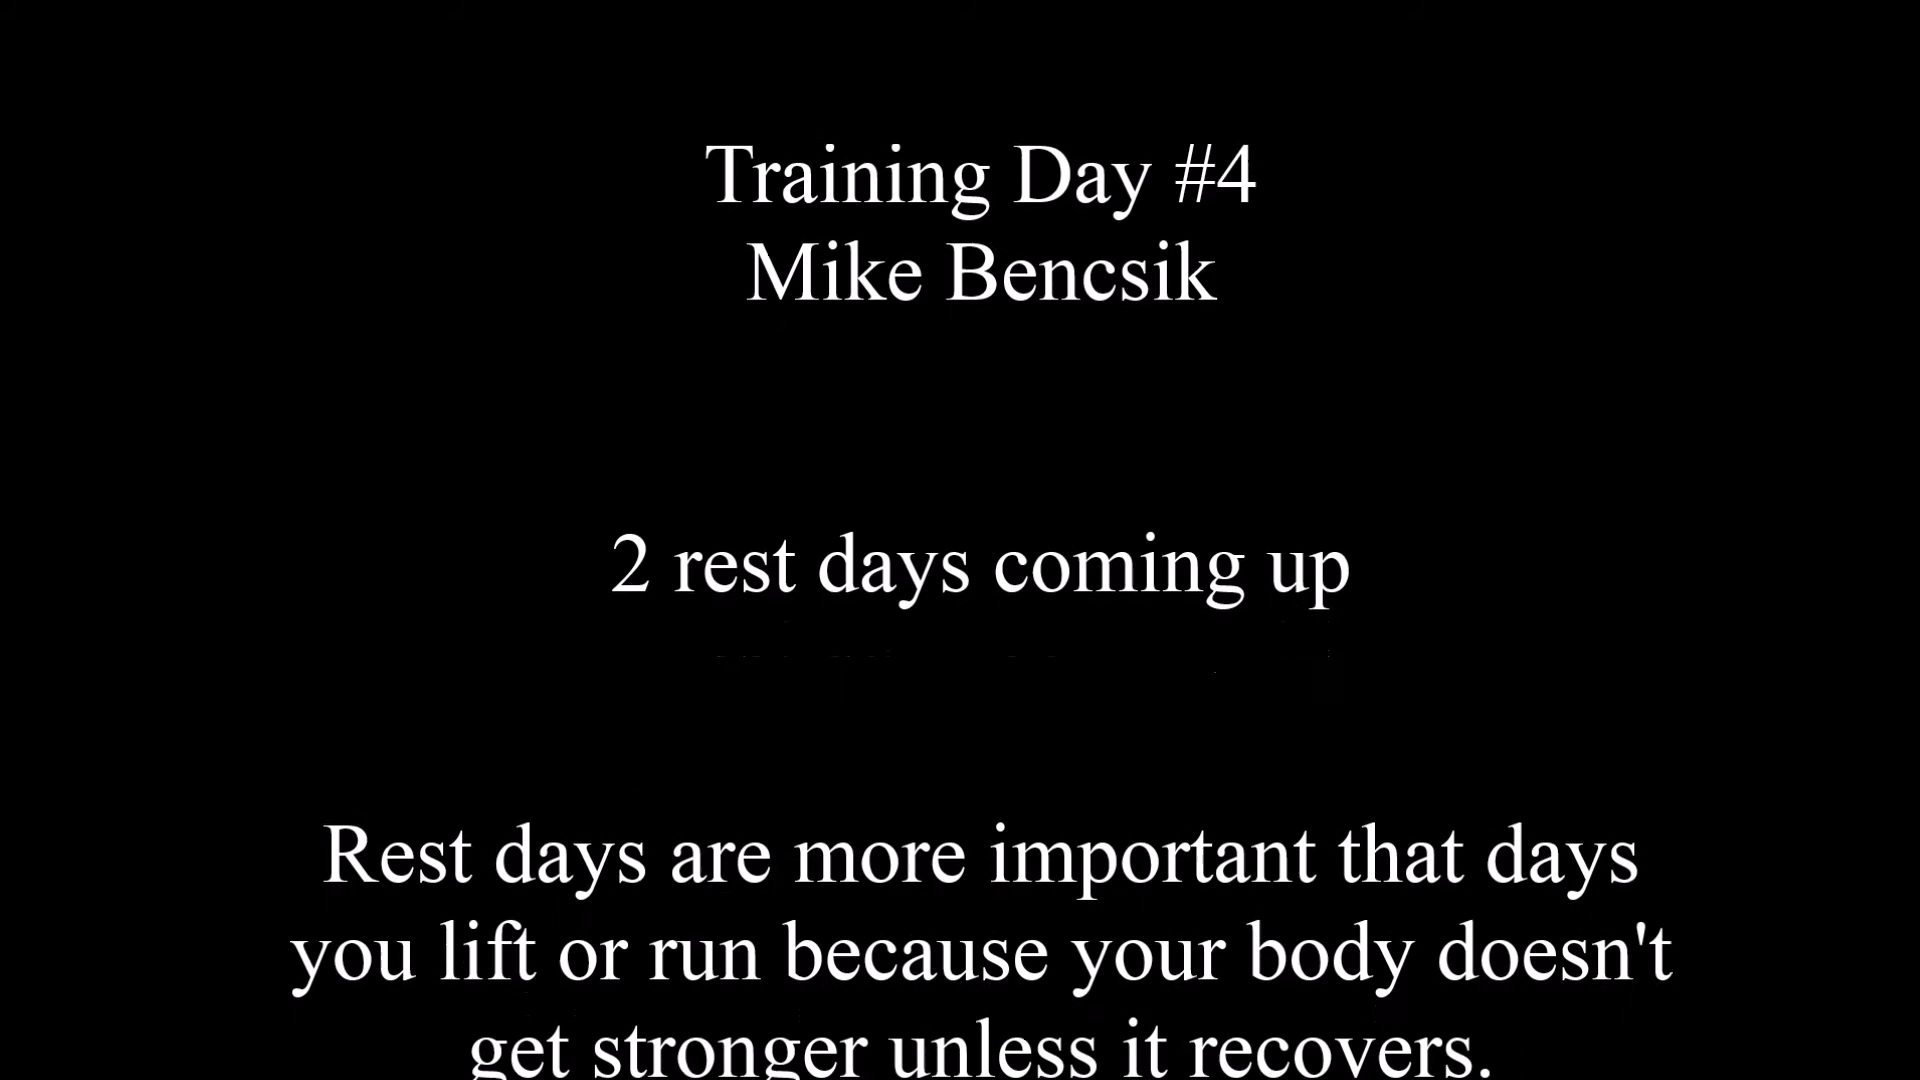 Training Day #4
Mike Bencsik
2 rest days coming up
Rest days are more important that days
you lift or run because your body doesn't
get stronger unless it recovers.